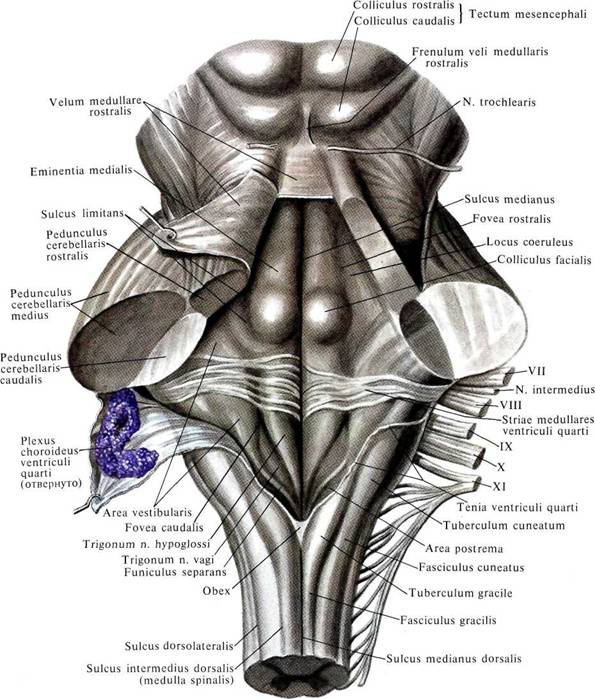 Colliculus rostralis
Colliculus caudalis
Tectum mesencephali
Frenulum veli medullaris
rostralis
N. trochlearis
Velum medullare
rostralis
Eminentia medialis
Sulcus limitans
Pedunculus
cerebellaris
rostralis
Pedunculus
cerebellaris
medius
Pedunculus
cerebellaris
caudalis
Plexus
choroideus
ventriculi
quarti
(отвернуто)
Area vestibularis
Fovea caudalis
Trigonum n. hypoglossi
Trigonum n. vagi
Funiculus separans
Obex
Sulcus dorsolateralis
Sulcus intermedius dorsalis
(medulla spinalis)
Sulcus medianus
Fovea rostralis
Locus coeruleus
Colliculus facialis
VII
N. intermedius
VIII
Striae medullares
ventriculi quarti
IX
X
XI
Tenia ventriculi quarti
Tuberculum cuneatum
Area postrema
Fasciculus cuneatus
Tuberculum gracile
Fasciculus gracilis
Sulcus medianus dorsalis